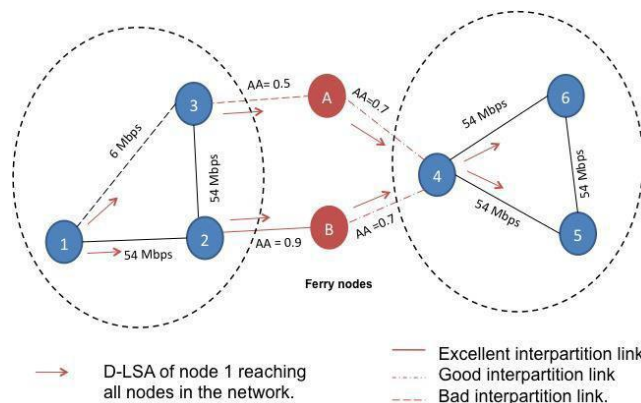 AA= 0.5
A
AA=0.7
3
6
6 Mbps
54 Mbps
54 Mbps
54 Mbps
4
1
2
B
5
54 Mbps
AA = 0.9
AA= 0.7
54 Mbps
Ferry nodes
D-LSA of node 1 reaching
all nodes in the network.
Excellent interpartition link
Good interpartition link
Bad interpartition link.